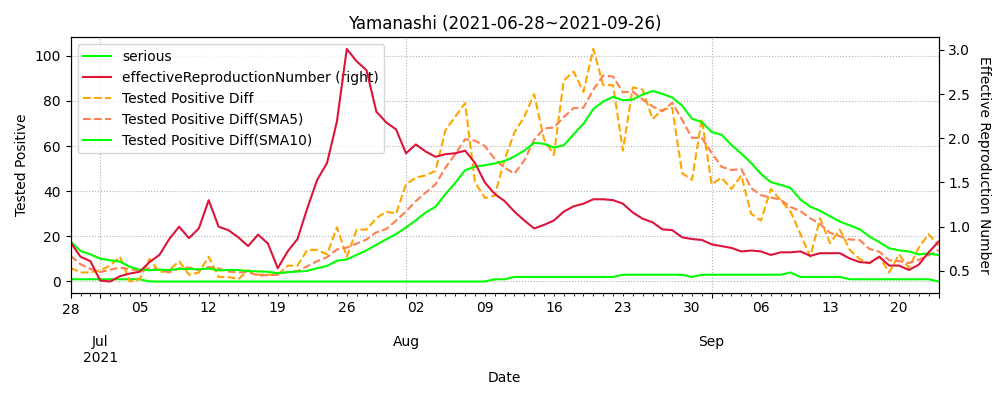 Yamanashi (2021-06-28~2021-09-26)
serious
effectiveReproductionNumber (right)
Tested Positive Diff
Tested Positive Diff(SMA5)
Tested Positive Diff(SMA10)
Tested Positive
100
80
60
40
20
0
3.0
2.5
2.0
1.5
1.0
0.5
Effective Reproduction Number
28 05 12 19 26 02 09 16 23 30 06 13 20
Jul Aug Sep
2021
Date